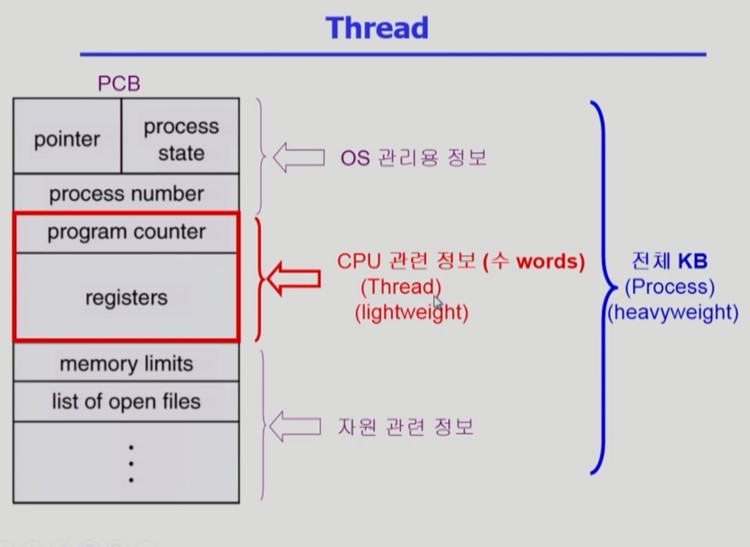 Thread
PCB
pointer
process
state
process number
program counter
registers
memory limits
list of open files
OS 관리용 정보
CPU 관련 정보 (수 words)
(Thread)
(lightweight)
자원 관련 정보
전체 KB
(Process)
(heavyweight)